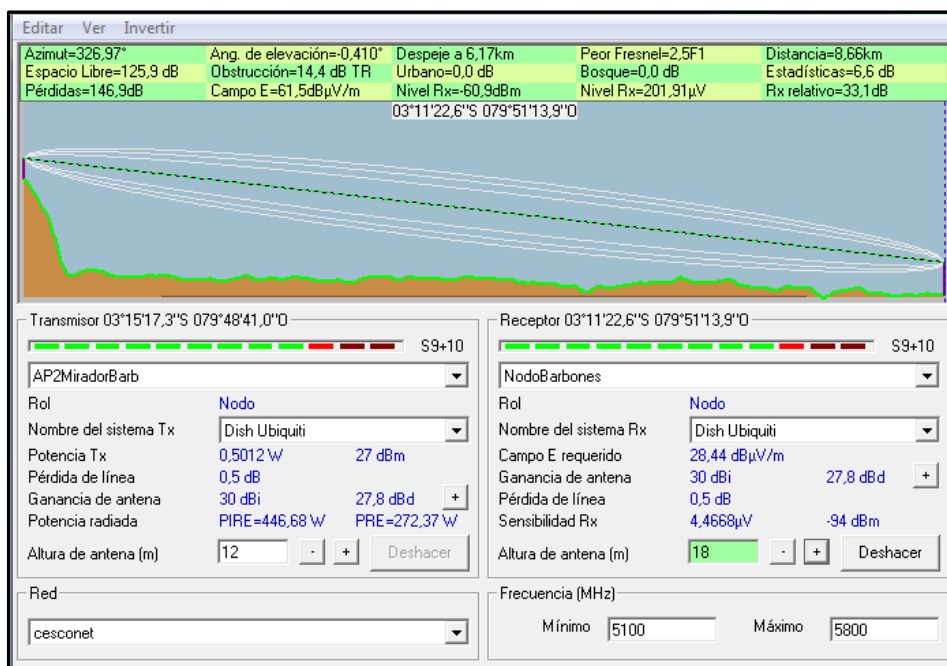 Editar Ver Invertir
Azimut=326,97° Ang. de elevación=-0,410° Despeje a 6,17km Peor Fresnel=2,5F1 Distancia=8,66km
Espacio Libre=125,9 dB Obstrucción=14,4 dB TR Urbano=0,0 dB Bosque=0,0 dB Estadísticas=6,6 dB
Pérdidas=146,9dB Campo E=61,5dBµV/m Nivel Rx=-60,9dBm Nivel Rx=201,91µV Rx relativo=33,1dB
03°11'22,6"S 079°51'13,9"O
Transmisor 03°15'17,3"S 079°48'41,0"O
S9+10
AP2MiradorBarb
Rol Nodo
Nombre del sistema Tx Dish Ubiquiti
Potencia Tx 0,5012 W 27 dBm
Pérdida de línea 0,5 dB
Ganancia de antena 30 dBi 27,8 dBd +
Potencia radiada PIRE=446,68 W PRE=272,37 W
Altura de antena (m) 12 - + Deshacer
Receptor 03°11'22,6"S 079°51'13,9"O
S9+10
NodoBarbones
Rol Nodo
Nombre del sistema Rx Dish Ubiquiti
Campo E requerido 28,44 dBµV/m
Ganancia de antena 30 dBi 27,8 dBd +
Pérdida de línea 0,5 dB
Sensibilidad Rx 4,4668µV -94 dBm
Altura de antena (m) 18 - + Deshacer
Red
cesconet
Frecuencia (MHz)
Mínimo 5100 Máximo 5800